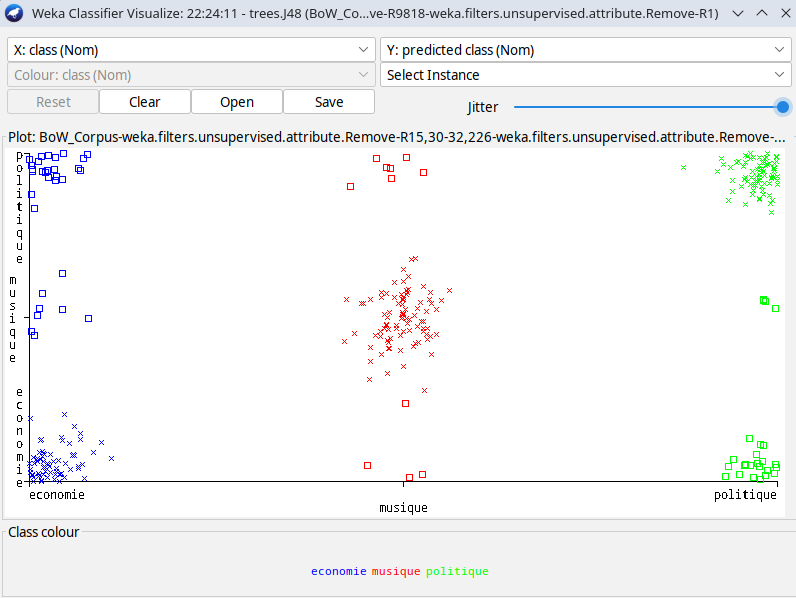 Weka Classifier Visualize: 22:24:11 - trees.J48 (BoW_Co...ve-R9818-weka.filters.unsupervised.attribute.Remove-R1)
X: class (Nom)
Y: predicted class (Nom)
Colour: class (Nom)
Select Instance
Reset
Clear
Open
Save
Jitter
Plot: BoW_Corpus-weka.filters.unsupervised.attribute.Remove-R15,30-32,226-weka.filters.unsupervised.attribute.Remove-...
politique
musique
economie
economie
musique
politique
Class colour
economie musique politique